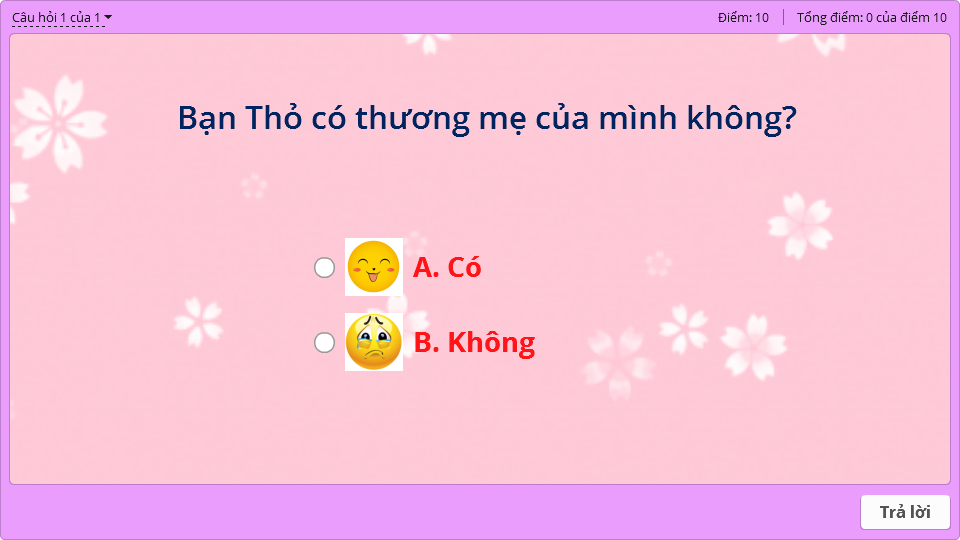 Câu hỏi 1 của 1
Điểm: 10
Tổng điểm: 0 của điểm 10
Bạn Thỏ có thương mẹ của mình không?
A. Có
B. Không
Trả lời